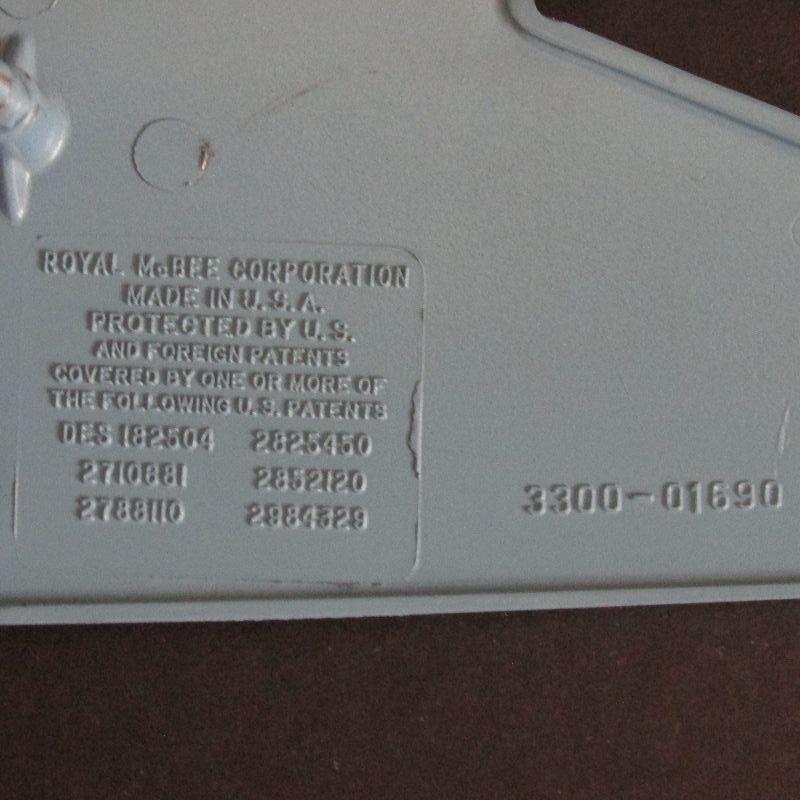 ROYAL McBEE CORPORATION
MADE IN U.S.A.
PROTECTED BY U.S.
AND FOREIGN PATENTS
COVERED BY ONE OR MORE OF
THE FOLLOWING U.S. PATENTS
DES 182504 2825450
2710681 2852120
2788110 2984329
3300-01690